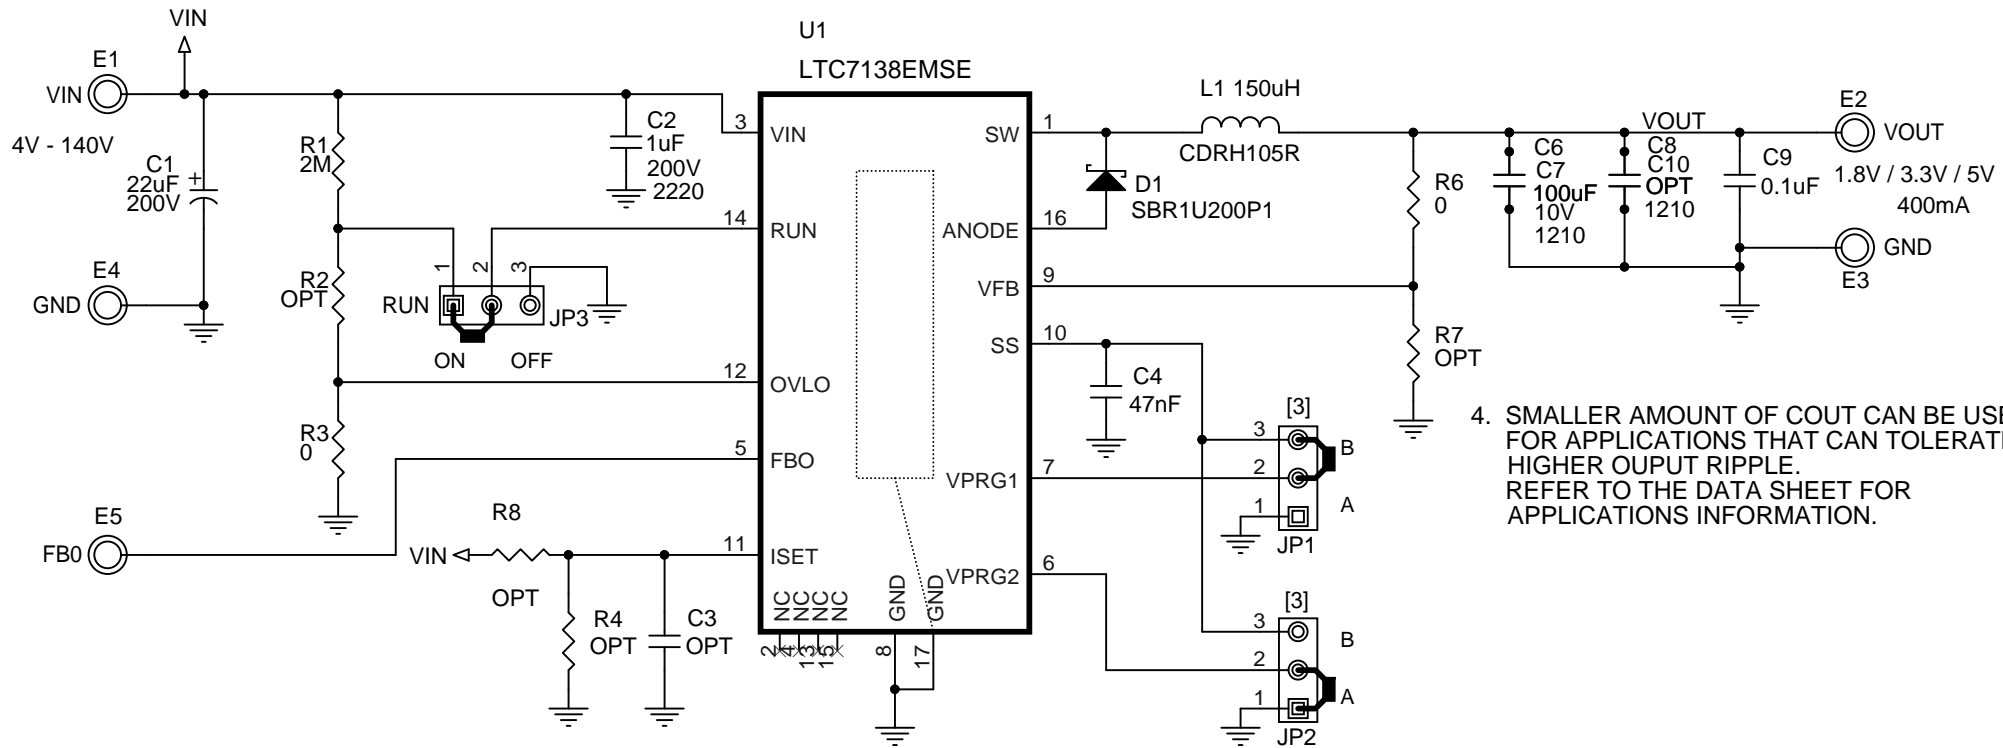 VIN
E1
VIN
4V - 140V
C1
22uF
+
200V
E4
GND
R1
2M
R2
OPT
R3
0
C2
1uF
200V
2220
1
2
3
RUN
JP3
ON
OFF
E5
FB0
VIN
R8
OPT
R4
OPT
C3
OPT
U1
LTC7138EMSE
3
VIN
14
RUN
12
OVLO
5
FBO
11
ISET
NC
NC
NC
NC
2
4
13
15
GND
GND
8
17
SW
1
ANODE
16
VFB
9
SS
10
VPRG1
7
VPRG2
6
L1 150uH
CDRH105R
D1
SBR1U200P1
C4
47nF
R6
0
R7
OPT
VOUT
C6
C7
100uF
10V
1210
C8
C10
OPT
1210
C9
0.1uF
E2
VOUT
1.8V / 3.3V / 5V
400mA
GND
E3
[3]
3
B
2
1
A
JP1
[3]
3
B
2
1
A
JP2
4. SMALLER AMOUNT OF COUT CAN BE USE
FOR APPLICATIONS THAT CAN TOLERAT
HIGHER OUPUT RIPPLE.
REFER TO THE DATA SHEET FOR
APPLICATIONS INFORMATION.